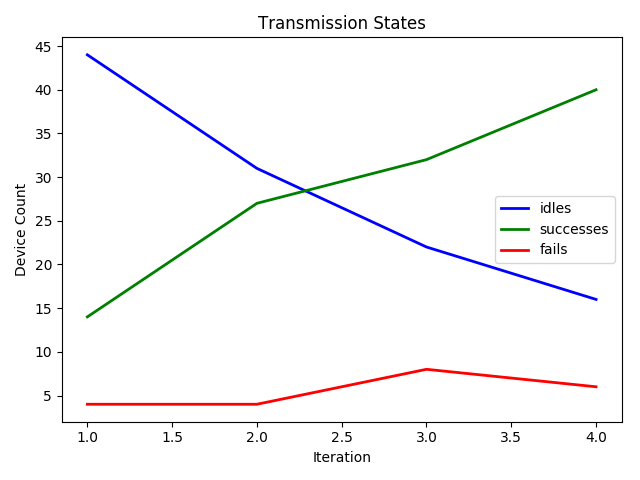 Transmission States
Device Count
45
40
35
30
25
20
15
10
5
idles
successes
fails
1.0 1.5 2.0 2.5 3.0 3.5 4.0
Iteration